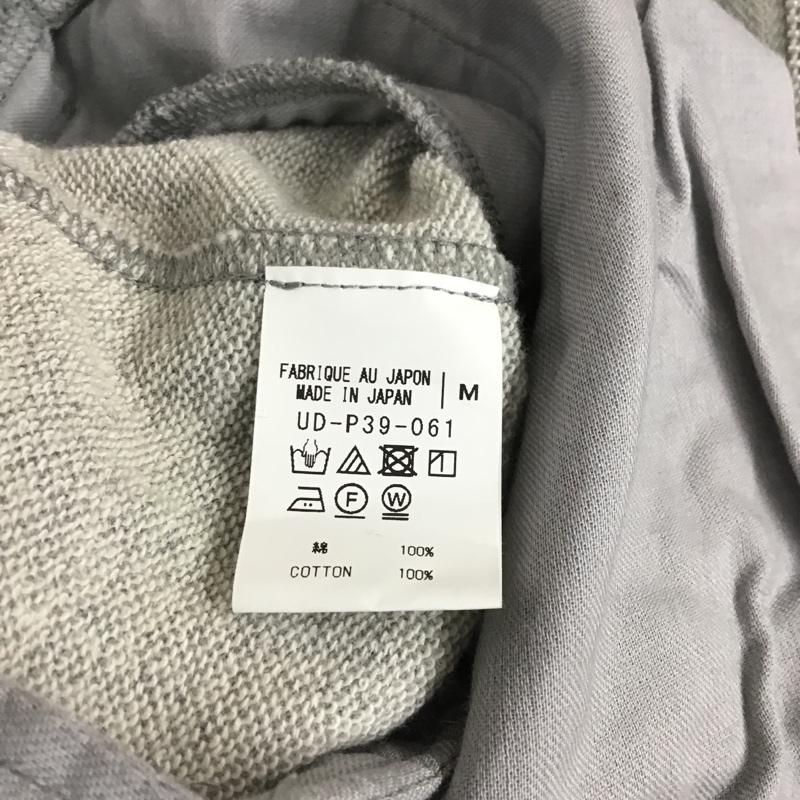 FABRIQUE AU JAPON
MADE IN JAPAN
M
UD-P39-061
F W
綿 100%
COTTON 100%